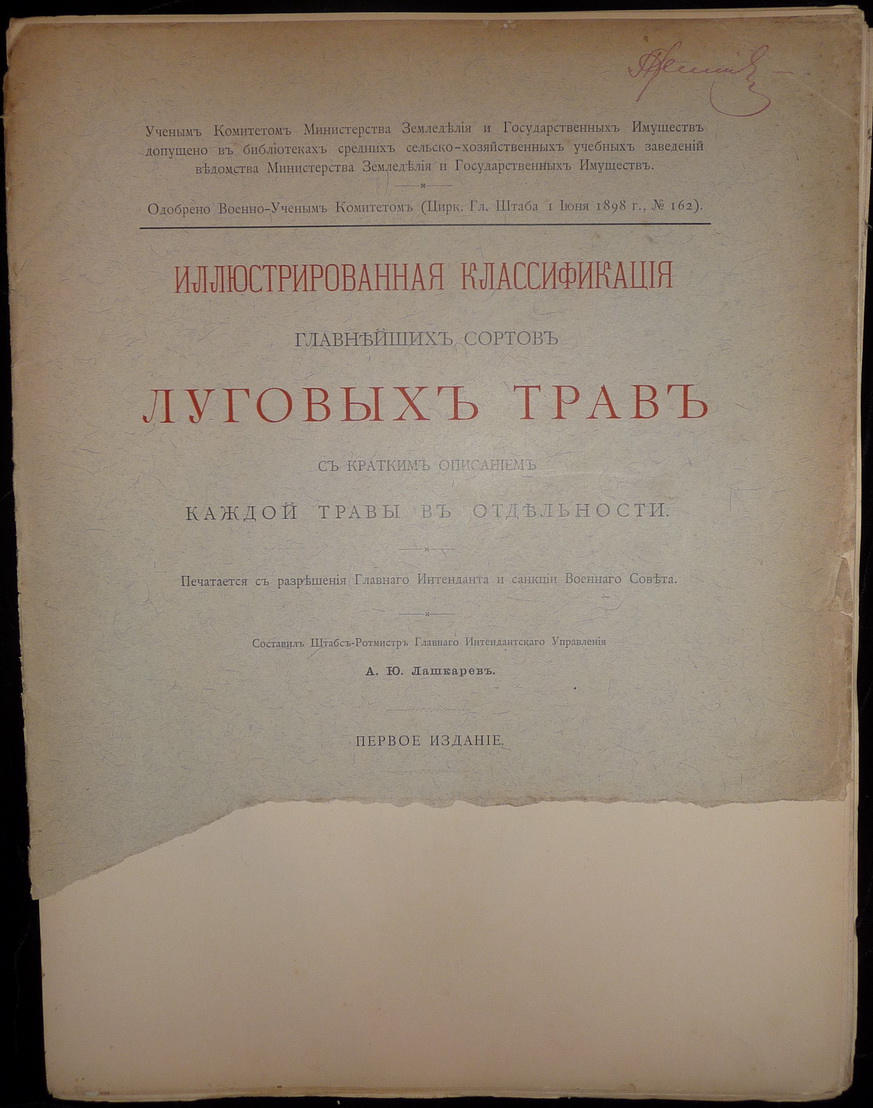 Ученымъ Комитетомъ Министерства Земледѣлія и Государственныхъ Имуществъ
допущено въ библіотекахъ среднихъ сельско-хозяйственныхъ учебныхъ заведеній
вѣдомства Министерства Земледѣлія и Государственныхъ Имуществъ.
Одобрено Военно-Ученымъ Комитетомъ (Цирк. Гл. Штаба 1 Іюня 1898 г., № 162).
ИЛЛЮСТРИРОВАННАЯ КЛАССИФИКАЦІЯ
ГЛАВНѢЙШИХЪ СОРТОВЪ
ЛУГОВЫХЪ ТРАВЪ
СЪ КРАТКИМЪ ОПИСАНІЕМЪ
КАЖДОЙ ТРАВЫ ВЪ ОТДѢЛЬНОСТИ.
Печатается съ разрѣшенія Главнаго Интенданта и санкціи Военнаго Совѣта.
Составилъ Штабсъ-Ротмистръ Главнаго Интендантскаго Управленія
А. Ю. Лашкаревъ.
ПЕРВОЕ ИЗДАНІЕ.